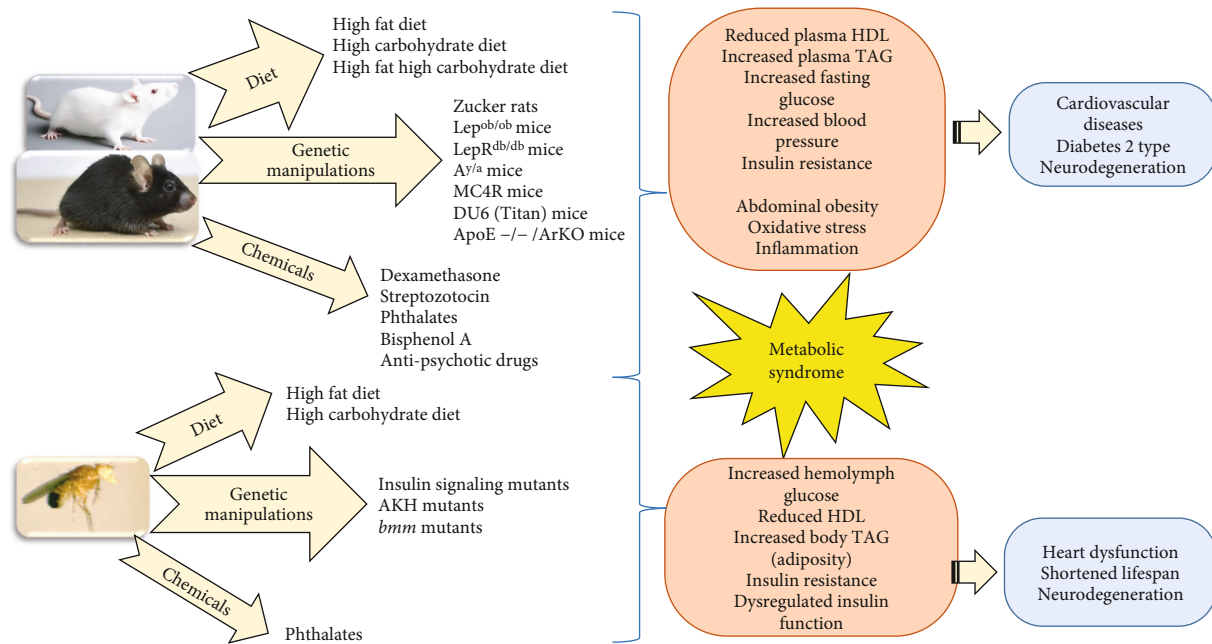 Diet
High fat diet
High carbohydrate diet
High fat high carbohydrate diet
Genetic
manipulations
Zucker rats
Lep^ob/ob mice
LepR^db/db mice
A^y/a mice
MC4R mice
DU6 (Titan) mice
ApoE −/− /ArKO mice
Chemicals
Dexamethasone
Streptozotocin
Phthalates
Bisphenol A
Anti-psychotic drugs
Reduced plasma HDL
Increased plasma TAG
Increased fasting
glucose
Increased blood
pressure
Insulin resistance
Abdominal obesity
Oxidative stress
Inflammation
Cardiovascular
diseases
Diabetes 2 type
Neurodegeneration
Metabolic
syndrome
Diet
High fat diet
High carbohydrate diet
Genetic
manipulations
Insulin signaling mutants
AKH mutants
bmm mutants
Chemicals
Phthalates
Increased hemolymph
glucose
Reduced HDL
Increased body TAG
(adiposity)
Insulin resistance
Dysregulated insulin
function
Heart dysfunction
Shortened lifespan
Neurodegeneration